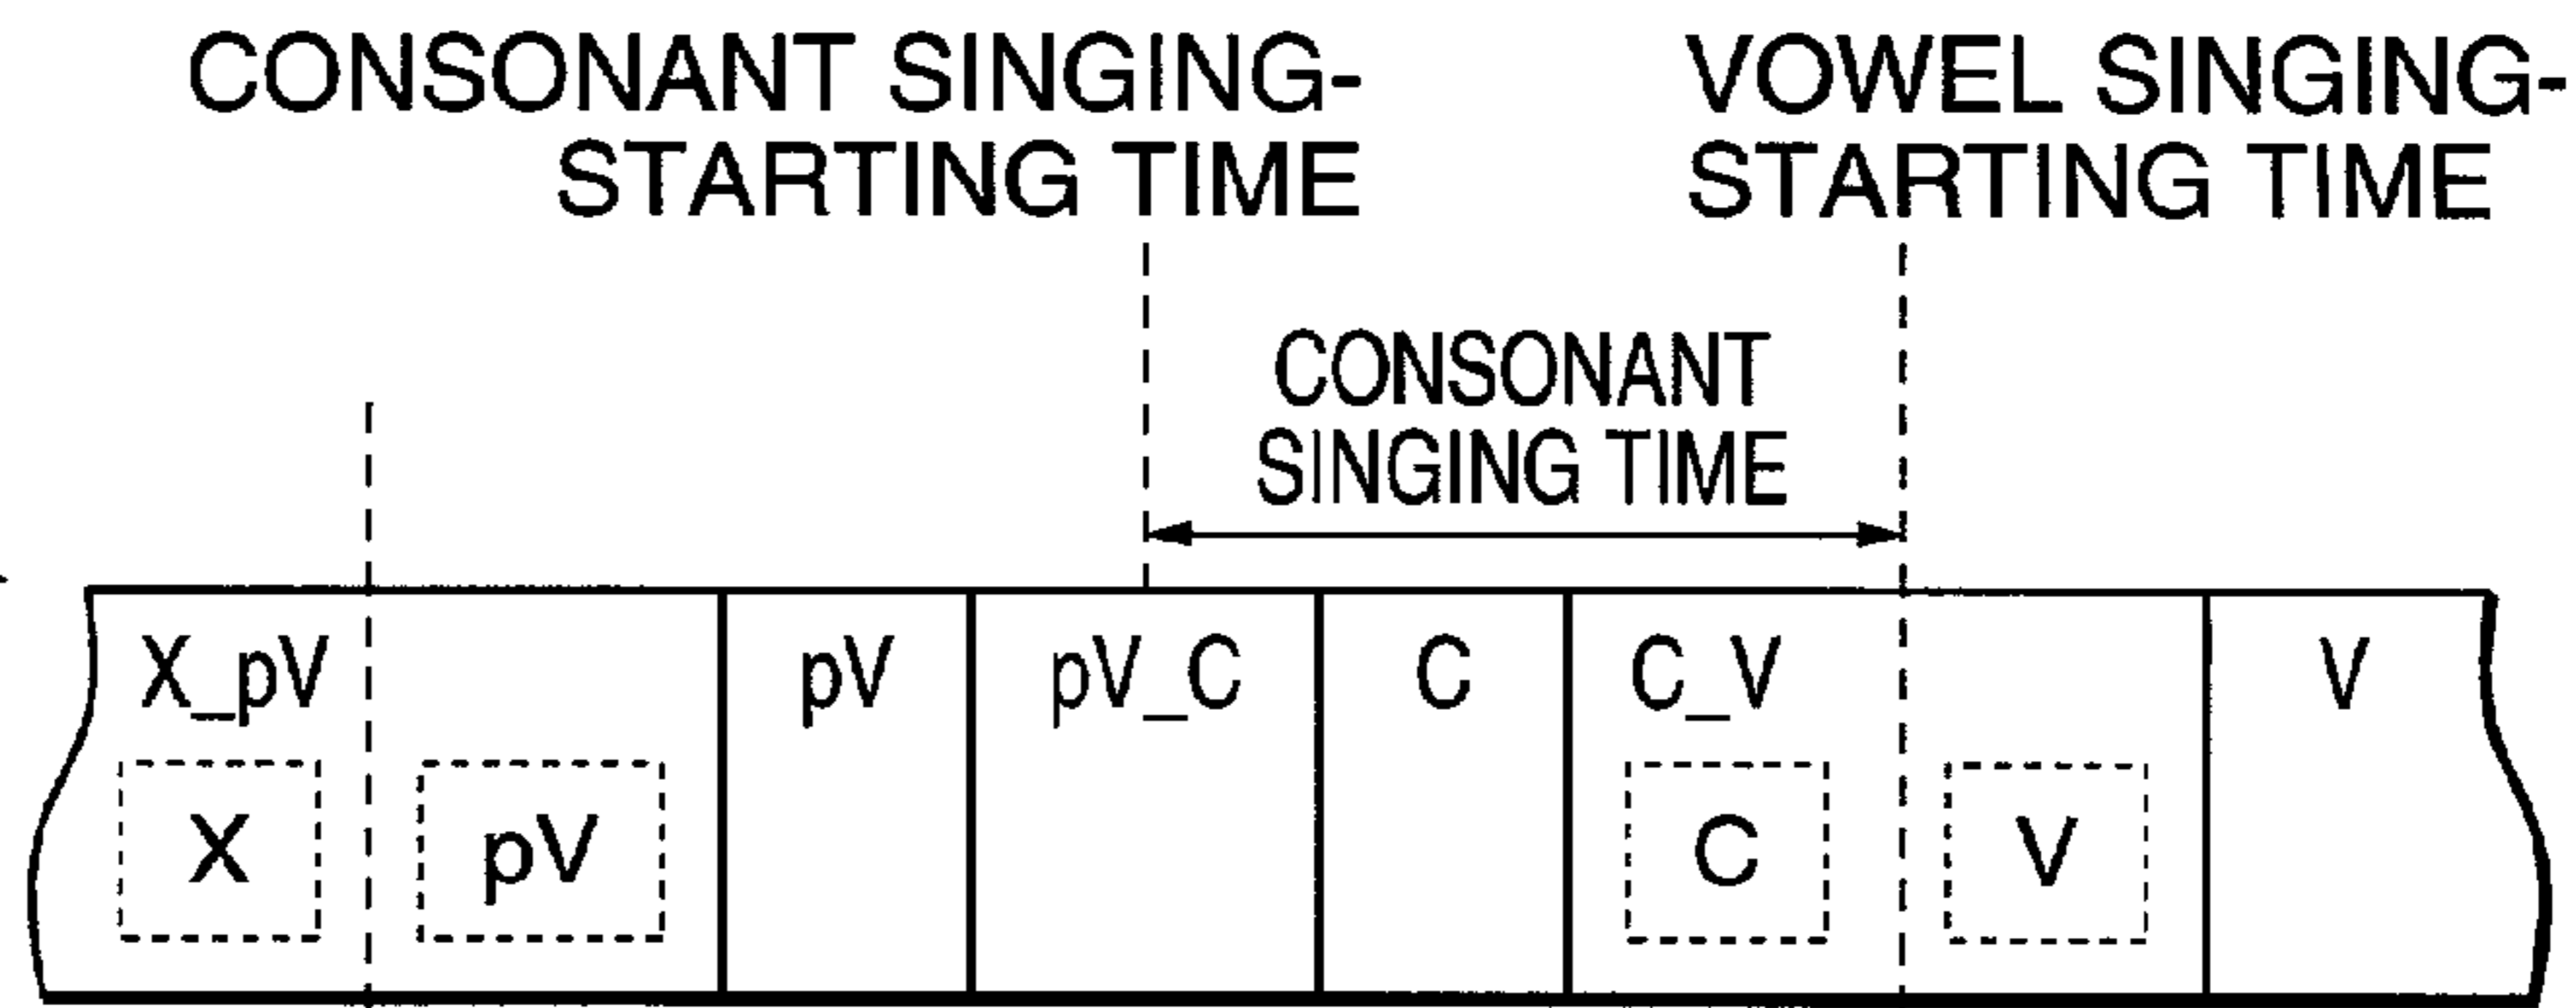 CONSONANT SINGING-
STARTING TIME
VOWEL SINGING-
STARTING TIME
CONSONANT
SINGING TIME
X_pV pV pV_C C C_V V
X pV C V